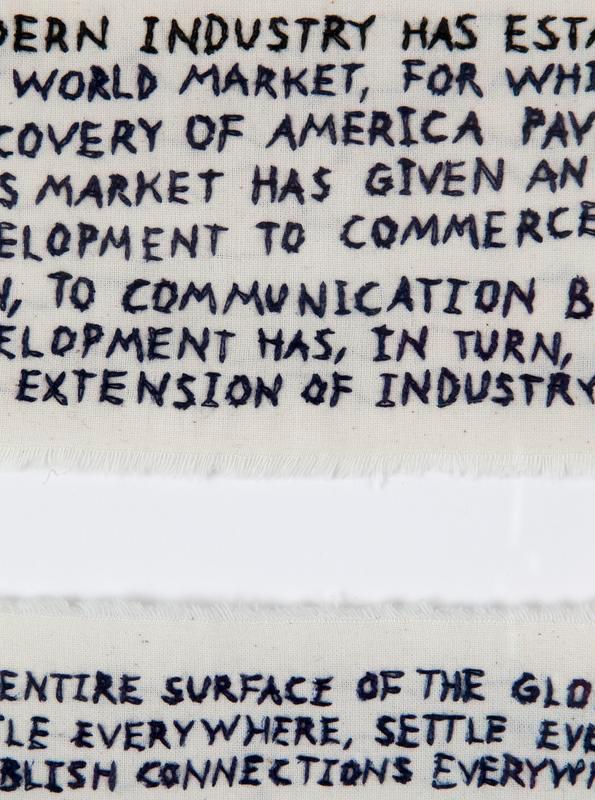 DERN INDUSTRY HAS ESTA
WORLD MARKET, FOR WHI
COVERY OF AMERICA PAV
S MARKET HAS GIVEN AN
ELOPMENT TO COMMERCE
N, TO COMMUNICATION B
ELOPMENT HAS, IN TURN,
EXTENSION OF INDUSTRY
ENTIRE SURFACE OF THE GLO
TLE EVERYWHERE, SETTLE EVE
BLISH CONNECTIONS EVERYWH